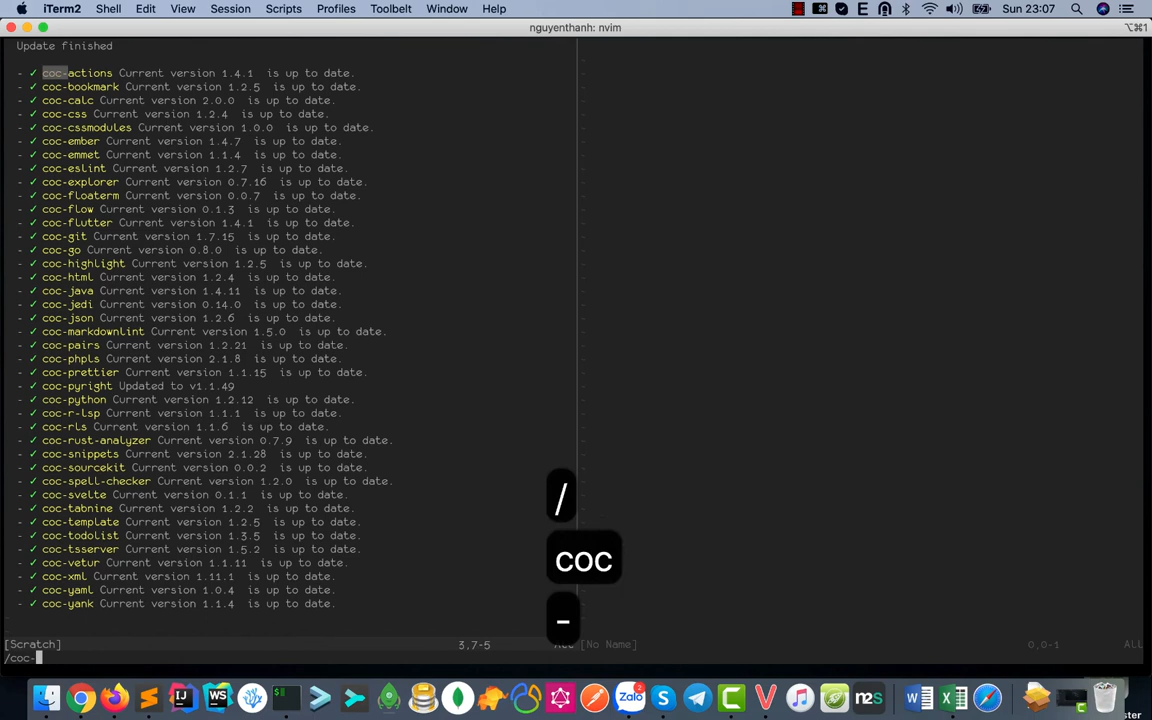 iTerm2 Shell Edit View Session Scripts Profiles Toolbelt Window Help Sun 23:07
nguyenthanh: nvim ⌥⌘1
Update finished
- ✓ coc-actions Current version 1.4.1 is up to date.
- ✓ coc-bookmark Current version 1.2.5 is up to date.
- ✓ coc-calc Current version 2.0.0 is up to date.
- ✓ coc-css Current version 1.2.4 is up to date.
- ✓ coc-cssmodules Current version 1.0.0 is up to date.
- ✓ coc-ember Current version 1.4.7 is up to date.
- ✓ coc-emmet Current version 1.1.4 is up to date.
- ✓ coc-eslint Current version 1.2.7 is up to date.
- ✓ coc-explorer Current version 0.7.16 is up to date.
- ✓ coc-floaterm Current version 0.0.7 is up to date.
- ✓ coc-flow Current version 0.1.3 is up to date.
- ✓ coc-flutter Current version 1.4.1 is up to date.
- ✓ coc-git Current version 1.7.15 is up to date.
- ✓ coc-go Current version 0.8.0 is up to date.
- ✓ coc-highlight Current version 1.2.5 is up to date.
- ✓ coc-html Current version 1.2.4 is up to date.
- ✓ coc-java Current version 1.4.11 is up to date.
- ✓ coc-jedi Current version 0.14.0 is up to date.
- ✓ coc-json Current version 1.2.6 is up to date.
- ✓ coc-markdownlint Current version 1.5.0 is up to date.
- ✓ coc-pairs Current version 1.2.21 is up to date.
- ✓ coc-phpls Current version 2.1.8 is up to date.
- ✓ coc-prettier Current version 1.1.15 is up to date.
- ✓ coc-pyright Updated to v1.1.49
- ✓ coc-python Current version 1.2.12 is up to date.
- ✓ coc-r-lsp Current version 1.1.1 is up to date.
- ✓ coc-rls Current version 1.1.6 is up to date.
- ✓ coc-rust-analyzer Current version 0.7.9 is up to date.
- ✓ coc-snippets Current version 2.1.28 is up to date.
- ✓ coc-sourcekit Current version 0.0.2 is up to date.
- ✓ coc-spell-checker Current version 1.2.0 is up to date.
- ✓ coc-svelte Current version 0.1.1 is up to date.
- ✓ coc-tabnine Current version 1.2.2 is up to date.
- ✓ coc-template Current version 1.2.5 is up to date.
- ✓ coc-todolist Current version 1.3.5 is up to date.
- ✓ coc-tsserver Current version 1.5.2 is up to date.
- ✓ coc-vetur Current version 1.1.11 is up to date.
- ✓ coc-xml Current version 1.11.1 is up to date.
- ✓ coc-yaml Current version 1.0.4 is up to date.
- ✓ coc-yank Current version 1.1.4 is up to date.
/
coc
-
[Scratch] 3,7-5 [No Name] 0,0-1 ALL
/coc-
IJ WS Zalo 2 S n2s W X